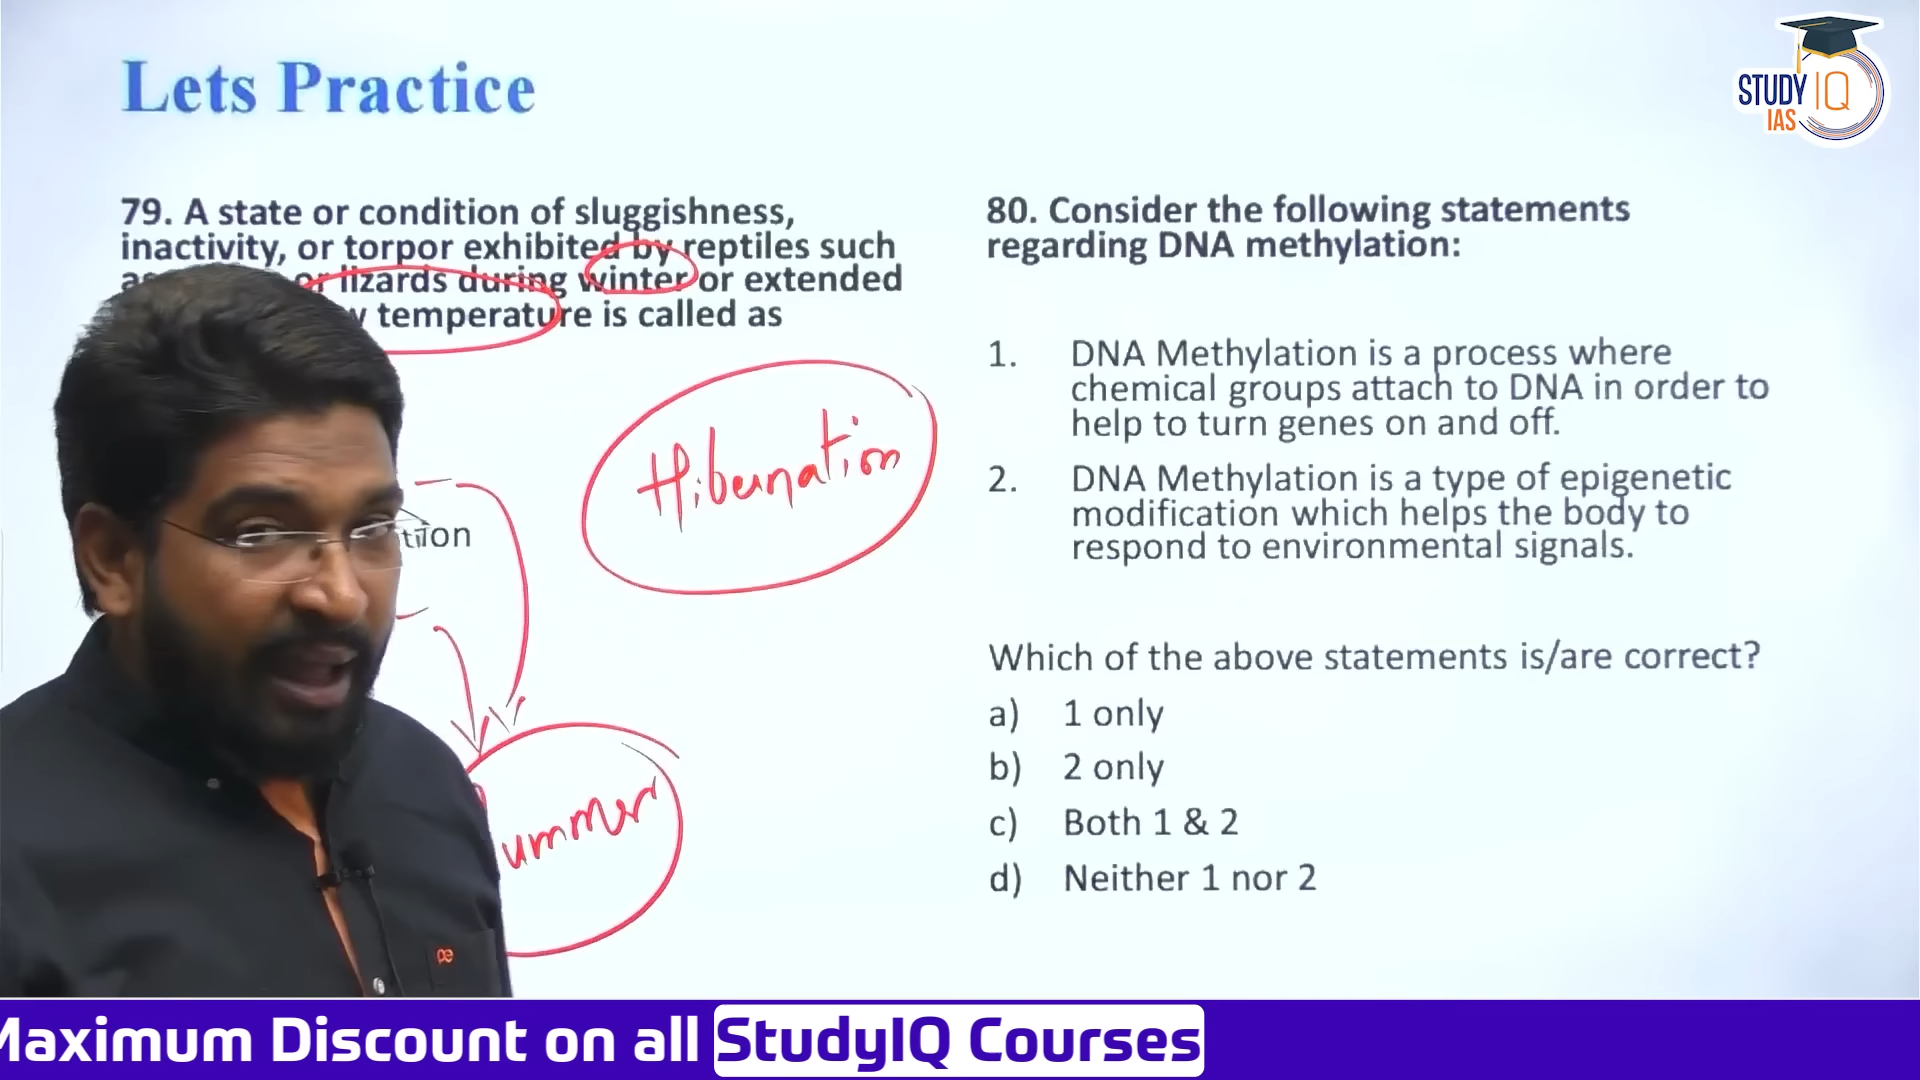 Lets Practice
STUDY IQ
IAS
79. A state or condition of sluggishness,
inactivity, or torpor exhibited by reptiles such
or lizards during winter or extended
temperature is called as
Hibernation
ummer
80. Consider the following statements
regarding DNA methylation:
1. DNA Methylation is a process where
chemical groups attach to DNA in order to
help to turn genes on and off.
2. DNA Methylation is a type of epigenetic
modification which helps the body to
respond to environmental signals.
Which of the above statements is/are correct?
a) 1 only
b) 2 only
c) Both 1 & 2
d) Neither 1 nor 2
Maximum Discount on all StudyIQ Courses